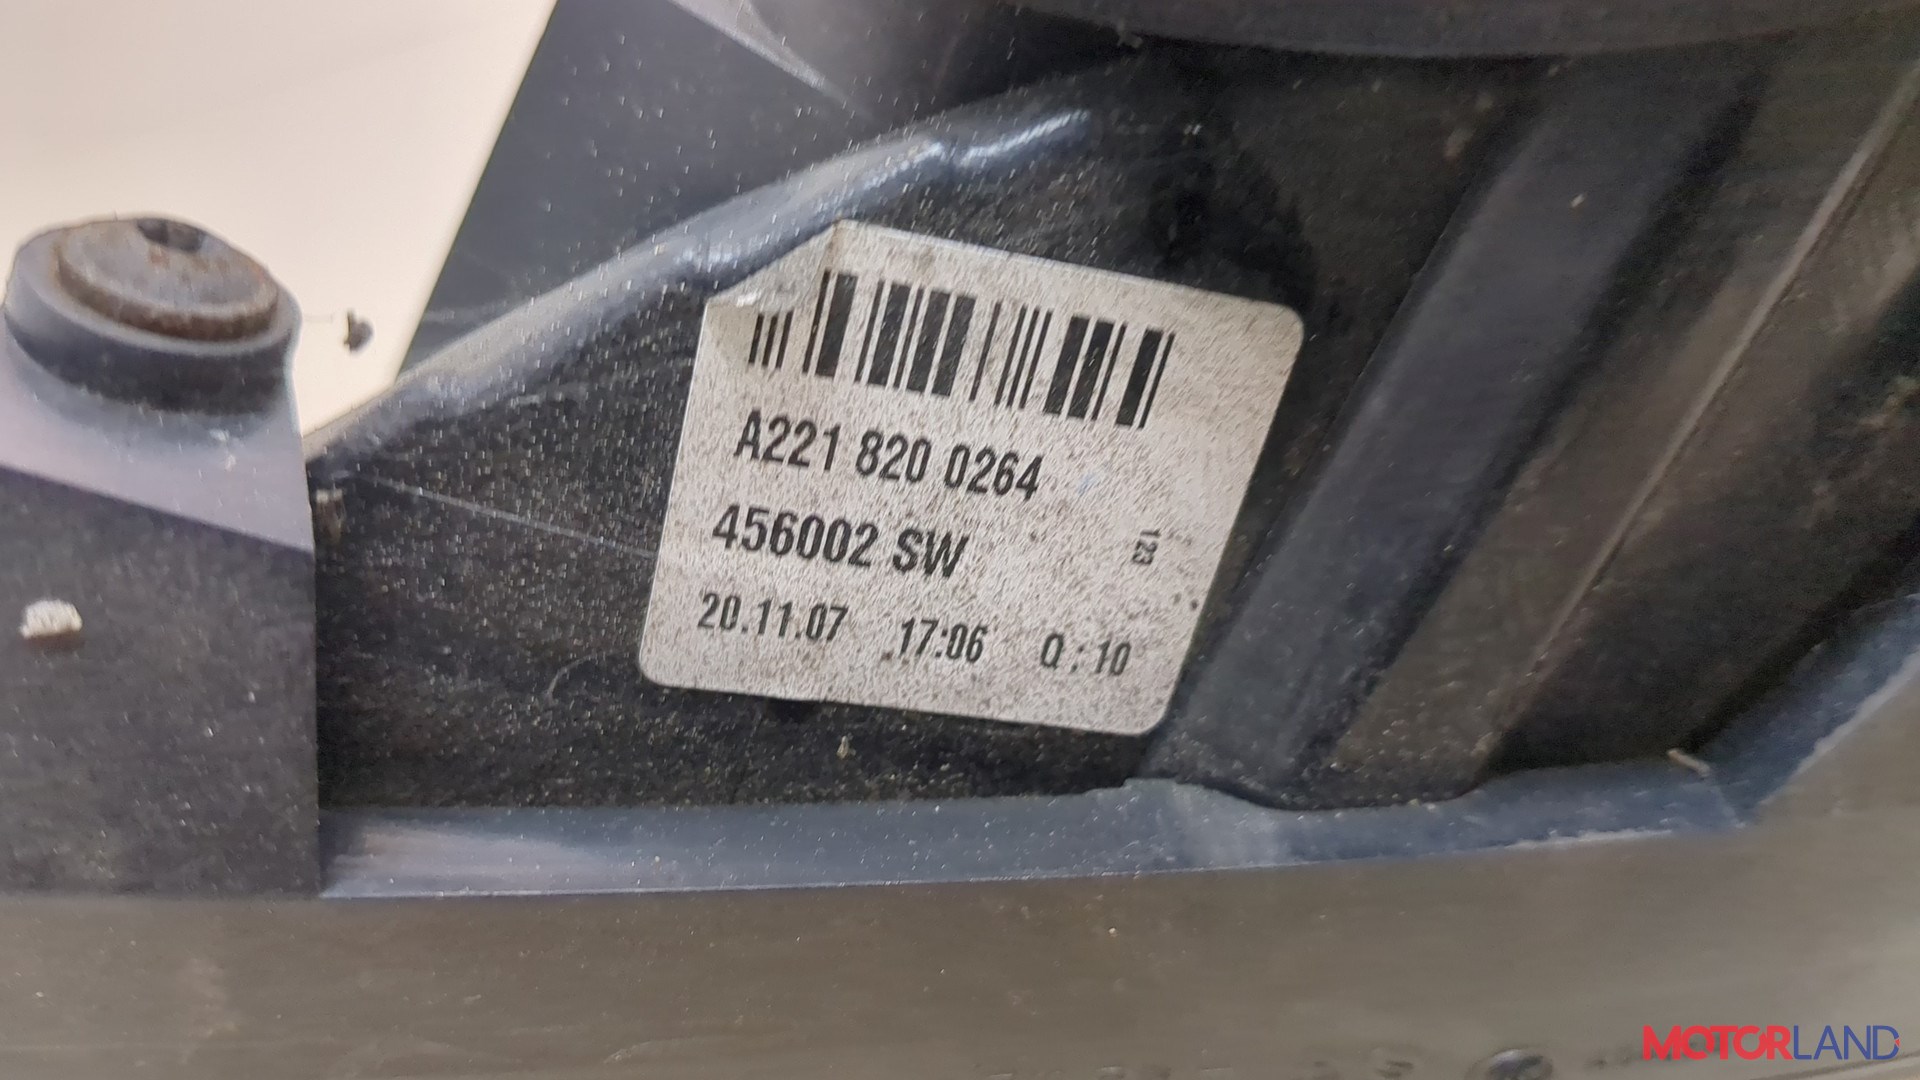 A221 820 0264
456002 SW
123
20.11.07 17:06 Q : 10
MOTORLAND